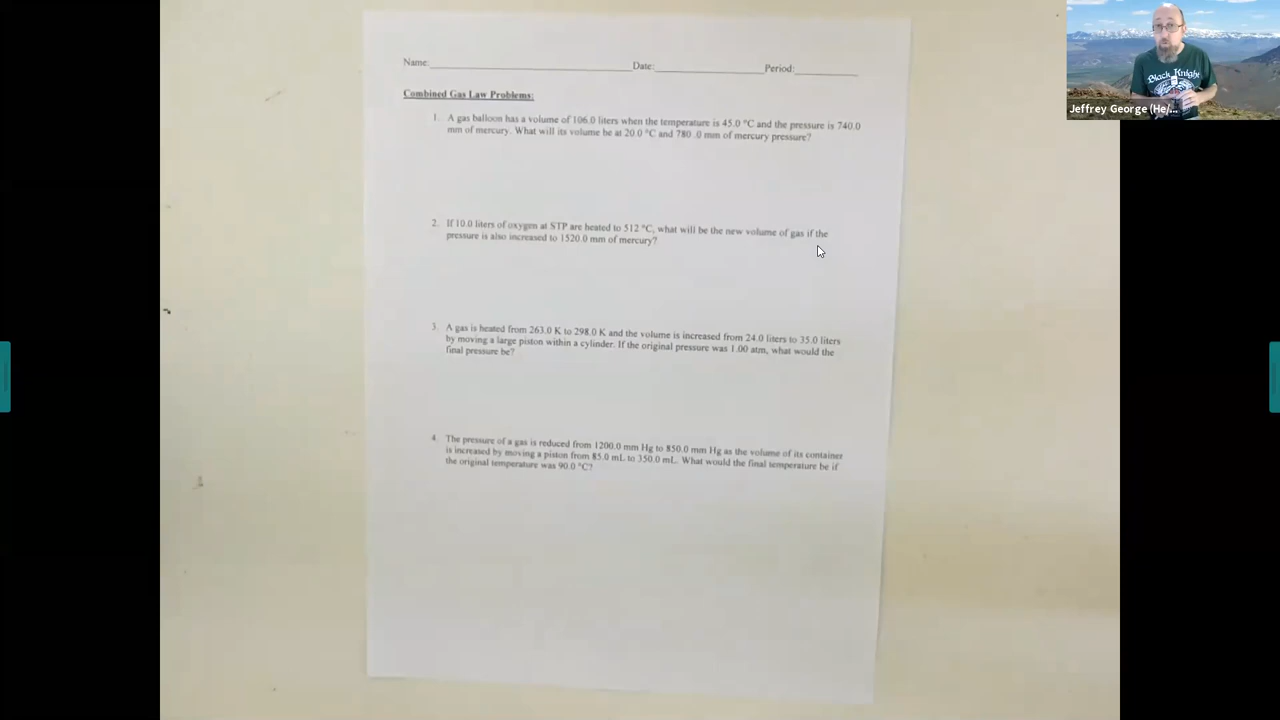 Name:____________________Date:____________Period:________
Combined Gas Law Problems:
1. A gas balloon has a volume of 106.0 liters when the temperature is 45.0 °C and the pressure is 740.0
mm of mercury. What will its volume be at 20.0 °C and 780 .0 mm of mercury pressure?
2. If 10.0 liters of oxygen at STP are heated to 512 °C, what will be the new volume of gas if the
pressure is also increased to 1520.0 mm of mercury?
3. A gas is heated from 263.0 K to 298.0 K and the volume is increased from 24.0 liters to 35.0 liters
by moving a large piston within a cylinder. If the original pressure was 1.00 atm, what would the
final pressure be?
4. The pressure of a gas is reduced from 1200.0 mm Hg to 850.0 mm Hg as the volume of its container
is increased by moving a piston from 85.0 mL to 350.0 mL. What would the final temperature be if
the original temperature was 90.0 °C?
Black Knight
Jeffrey George (He/...